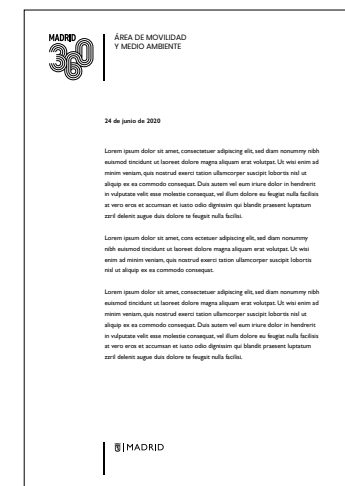 MADRID
360
ÁREA DE MOVILIDAD
Y MEDIO AMBIENTE
24 de junio de 2020
Lorem ipsum dolor sit amet, consectetuer adipiscing elit, sed diam nonummy nibh
euismod tincidunt ut laoreet dolore magna aliquam erat volutpat. Ut wisi enim ad
minim veniam, quis nostrud exerci tation ullamcorper suscipit lobortis nisl ut
aliquip ex ea commodo consequat. Duis autem vel eum iriure dolor in hendrerit
in vulputate velit esse molestie consequat, vel illum dolore eu feugiat nulla facilisis
at vero eros et accumsan et iusto odio dignissim qui blandit praesent luptatum
zzril delenit augue duis dolore te feugait nulla facilisi.
Lorem ipsum dolor sit amet, cons ectetuer adipiscing elit, sed diam nonummy
nibh euismod tincidunt ut laoreet dolore magna aliquam erat volutpat. Ut wisi
enim ad minim veniam, quis nostrud exerci tation ullamcorper suscipit lobortis
nisl ut aliquip ex ea commodo consequat.
Lorem ipsum dolor sit amet, consectetuer adipiscing elit, sed diam nonummy nibh
euismod tincidunt ut laoreet dolore magna aliquam erat volutpat. Ut wisi enim ad
minim veniam, quis nostrud exerci tation ullamcorper suscipit lobortis nisl ut
aliquip ex ea commodo consequat. Duis autem vel eum iriure dolor in hendrerit
in vulputate velit esse molestie consequat, vel illum dolore eu feugiat nulla facilisis
at vero eros et accumsan et iusto odio dignissim qui blandit praesent luptatum
zzril delenit augue duis dolore te feugait nulla facilisi.
MADRID